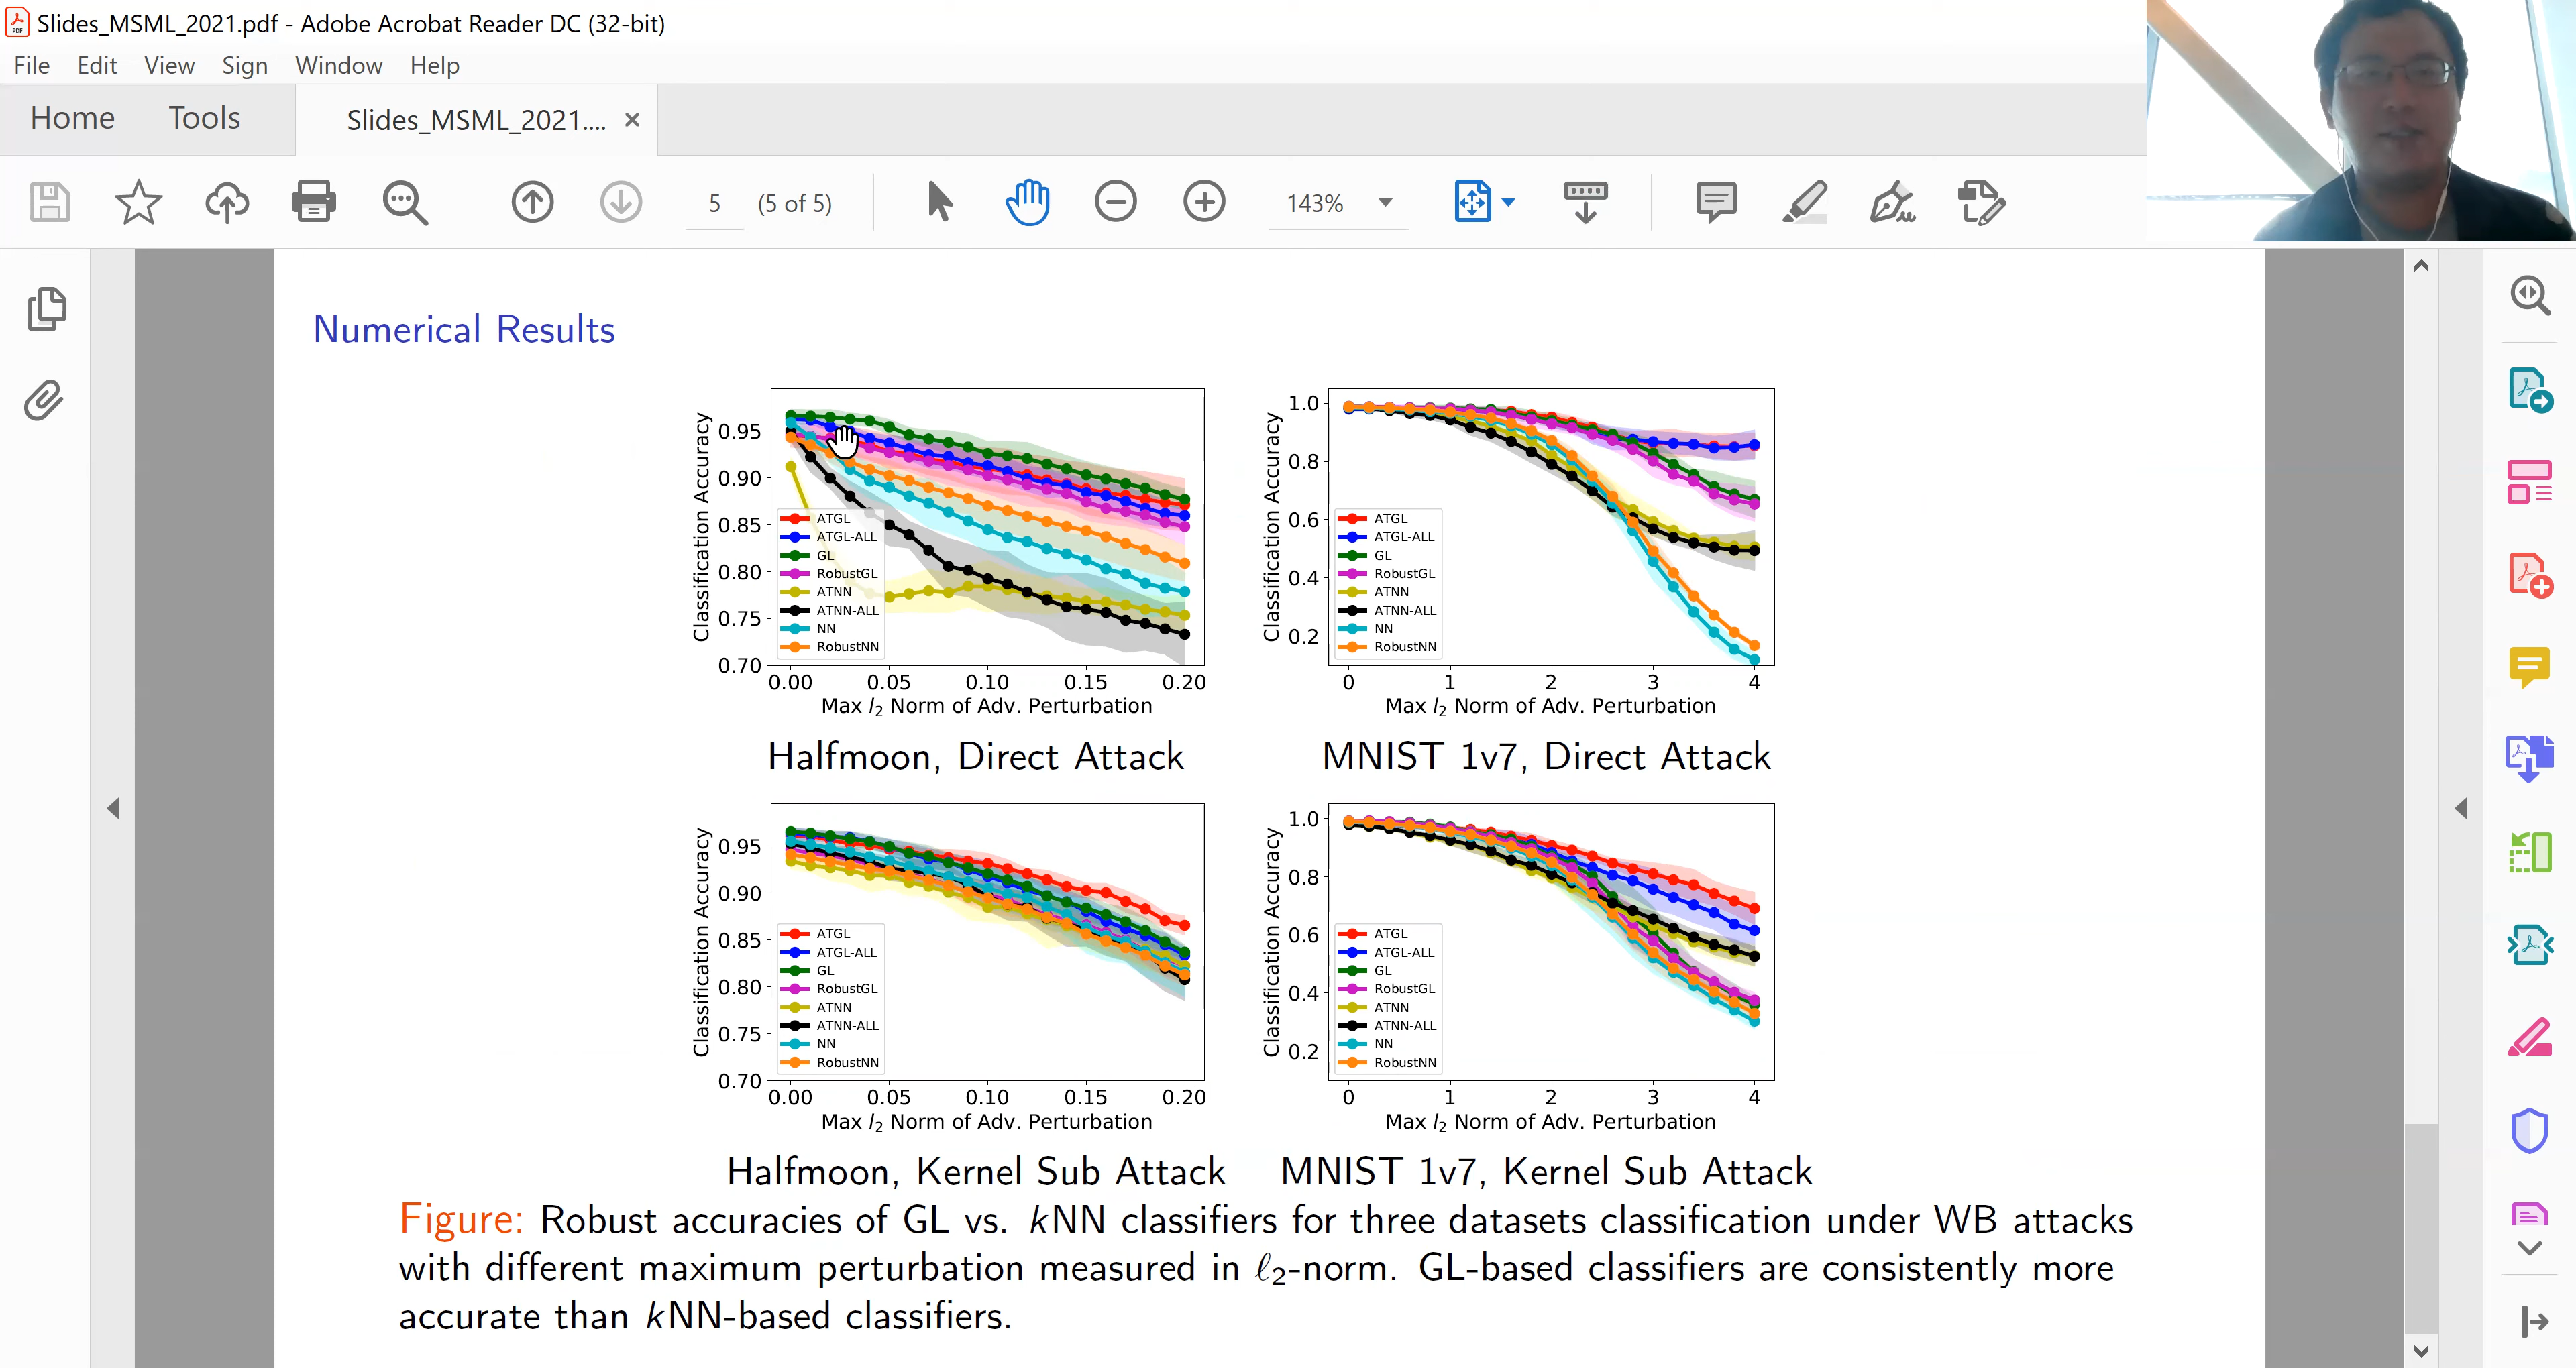 Slides_MSML_2021.pdf - Adobe Acrobat Reader DC (32-bit)
File Edit View Sign Window Help
Home Tools Slides_MSML_2021.... ×
5 (5 of 5) 143%
Numerical Results
Classification Accuracy
0.95
0.90
0.85
0.80
0.75
0.70
ATGL
ATGL-ALL
GL
RobustGL
ATNN
ATNN-ALL
NN
RobustNN
0.00 0.05 0.10 0.15 0.20
Max l₂ Norm of Adv. Perturbation
Halfmoon, Direct Attack
Classification Accuracy
1.0
0.8
0.6
0.4
0.2
ATGL
ATGL-ALL
GL
RobustGL
ATNN
ATNN-ALL
NN
RobustNN
0 1 2 3 4
Max l₂ Norm of Adv. Perturbation
MNIST 1v7, Direct Attack
Classification Accuracy
0.95
0.90
0.85
0.80
0.75
0.70
ATGL
ATGL-ALL
GL
RobustGL
ATNN
ATNN-ALL
NN
RobustNN
0.00 0.05 0.10 0.15 0.20
Max l₂ Norm of Adv. Perturbation
Halfmoon, Kernel Sub Attack
Classification Accuracy
1.0
0.8
0.6
0.4
0.2
ATGL
ATGL-ALL
GL
RobustGL
ATNN
ATNN-ALL
NN
RobustNN
0 1 2 3 4
Max l₂ Norm of Adv. Perturbation
MNIST 1v7, Kernel Sub Attack
Figure: Robust accuracies of GL vs. kNN classifiers for three datasets classification under WB attacks
with different maximum perturbation measured in ℓ₂-norm. GL-based classifiers are consistently more
accurate than kNN-based classifiers.